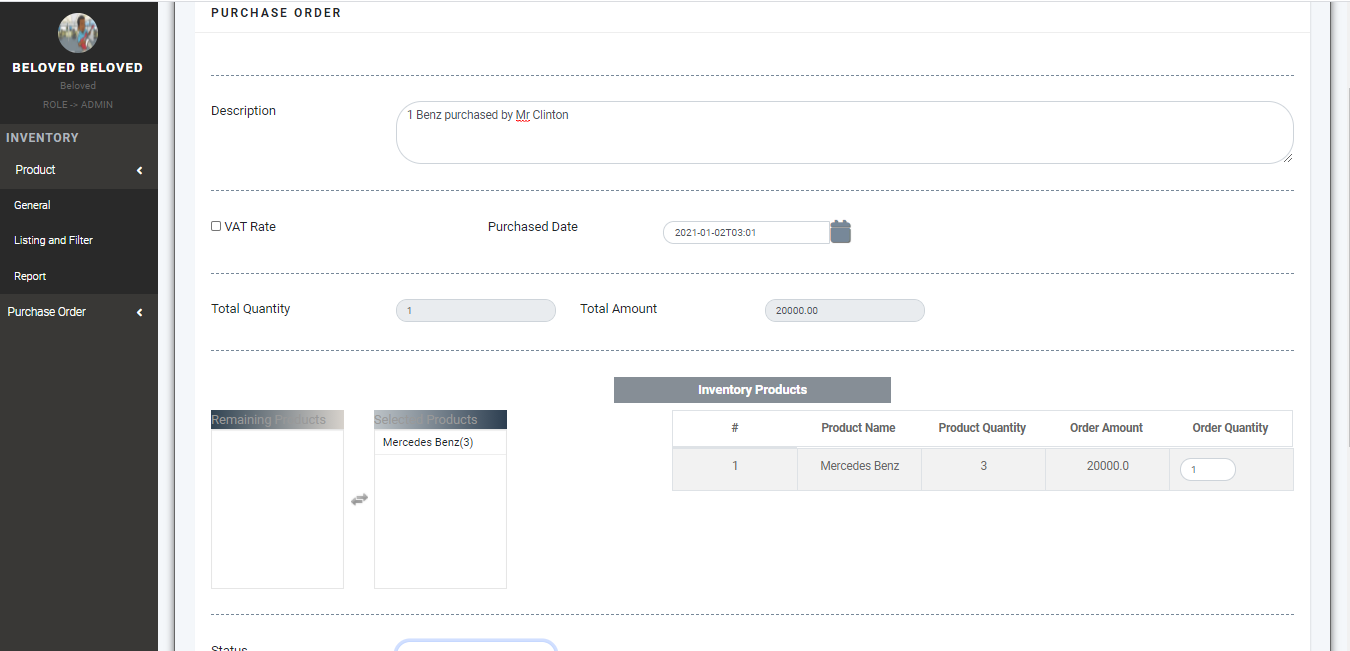 PURCHASE ORDER
BELOVED BELOVED
Beloved
ROLE -> ADMIN
INVENTORY
Product
General
Listing and Filter
Report
Purchase Order
Description
1 Benz purchased by Mr Clinton
VAT Rate
Purchased Date
2021-01-02T03:01
Total Quantity
1
Total Amount
20000.00
Inventory Products
Remaining Products
Selected Products
Mercedes Benz(3)
# Product Name Product Quantity Order Amount Order Quantity
1 Mercedes Benz 3 20000.0 1
Status